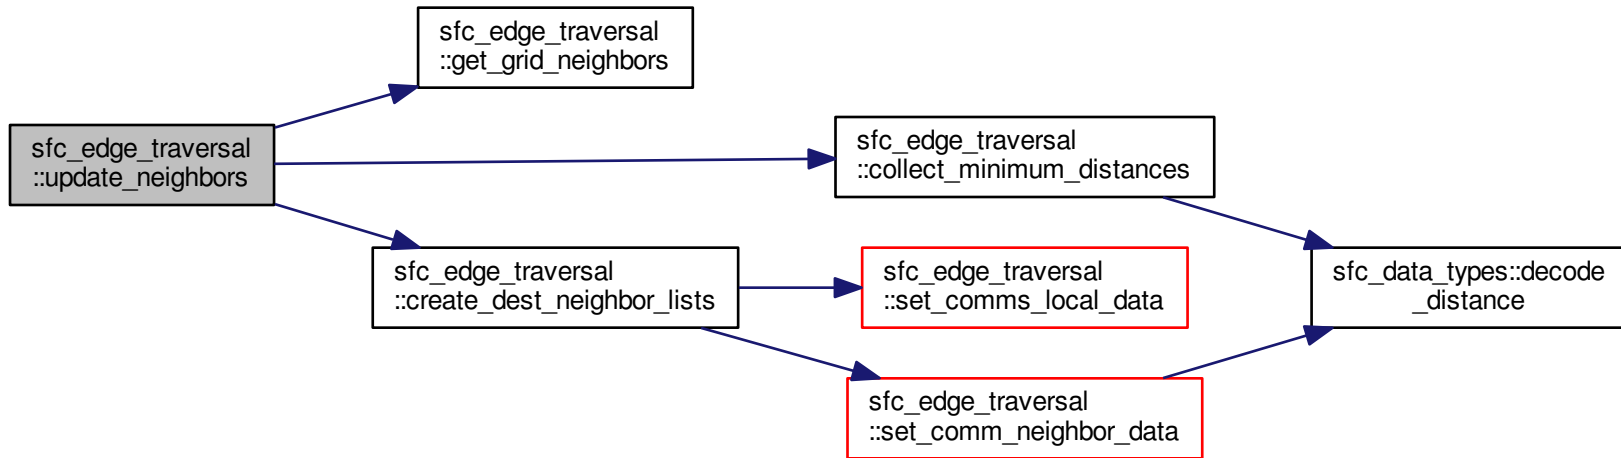 sfc_edge_traversal
::update_neighbors
sfc_edge_traversal
::get_grid_neighbors
sfc_edge_traversal
::collect_minimum_distances
sfc_edge_traversal
::create_dest_neighbor_lists
sfc_edge_traversal
::set_comms_local_data
sfc_edge_traversal
::set_comm_neighbor_data
sfc_data_types::decode
_distance